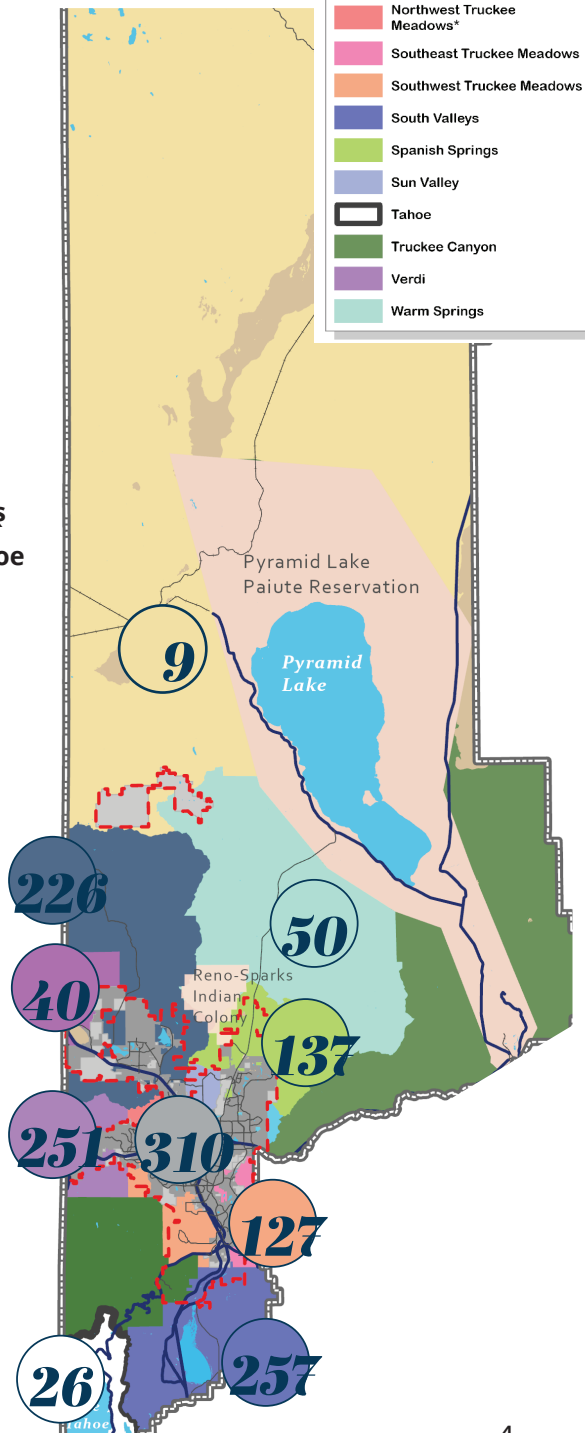 Northwest Truckee
Meadows*
Southeast Truckee Meadows
Southwest Truckee Meadows
South Valleys
Spanish Springs
Sun Valley
Tahoe
Truckee Canyon
Verdi
Warm Springs
oe
Pyramid Lake
Paiute Reservation
9
Pyramid
Lake
226
50
40
Reno-Sparks
Indian
Colony
137
251
310
127
26
257
Tahoe